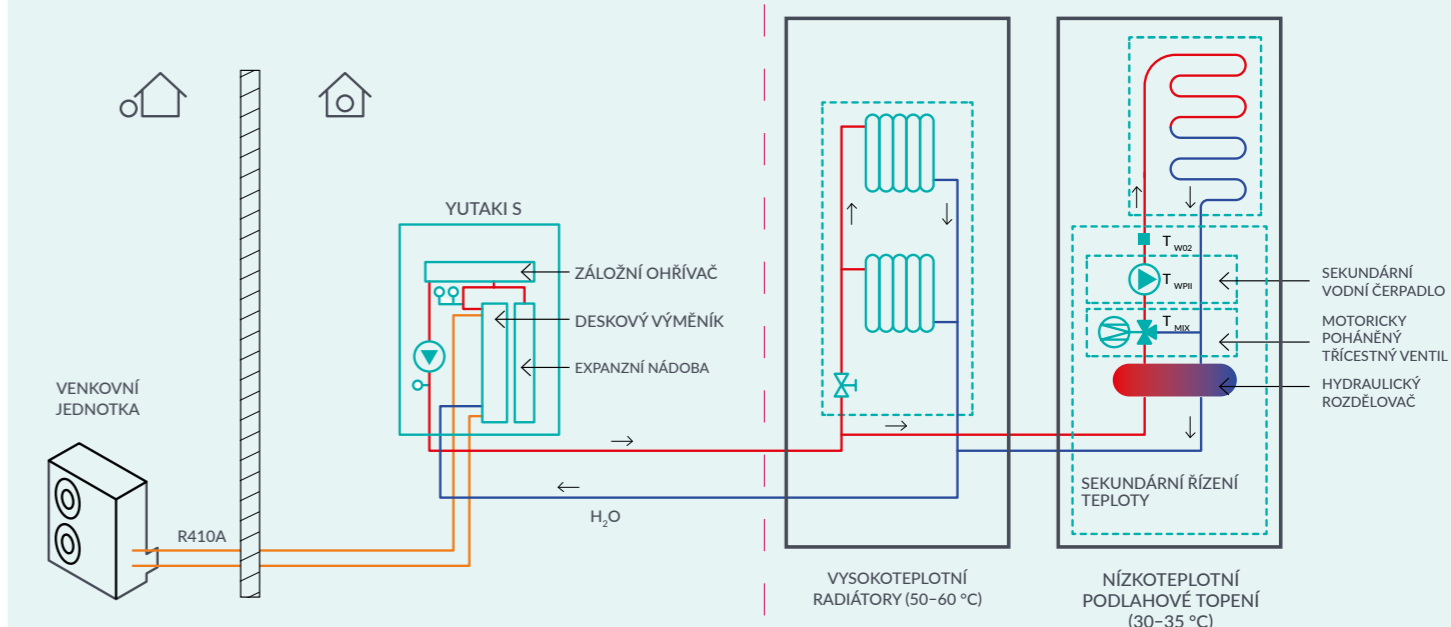 YUTAKI S
ZÁLOŽNÍ OHŘÍVAČ
DESKOVÝ VÝMĚNÍK
EXPANZNÍ NÁDOBA
VENKOVNÍ
JEDNOTKA
R410A
H₂O
VYSOKOTEPLOTNÍ
RADIÁTORY (50–60 °C)
T W02
T WPII
T MIX
SEKUNDÁRNÍ
VODNÍ ČERPADLO
MOTORICKY
POHÁNĚNÝ
TŘÍCESTNÝ VENTIL
HYDRAULICKÝ
ROZDĚLOVAČ
SEKUNDÁRNÍ ŘÍZENÍ
TEPLOTY
NÍZKOTEPLOTNÍ
PODLAHOVÉ TOPENÍ
(30–35 °C)